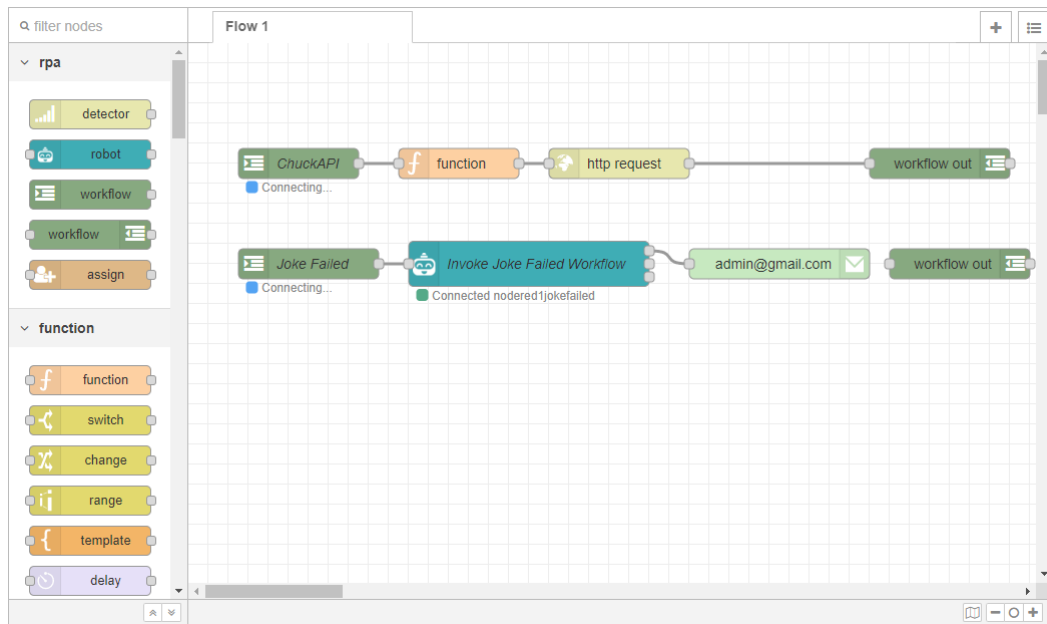 filter nodes
Flow 1
rpa
detector
robot
workflow
workflow
assign
function
function
switch
change
range
template
delay
ChuckAPI
function
http request
workflow out
Connecting...
Joke Failed
Invoke Joke Failed Workflow
admin@gmail.com
workflow out
Connecting...
Connected nodered1jokefailed